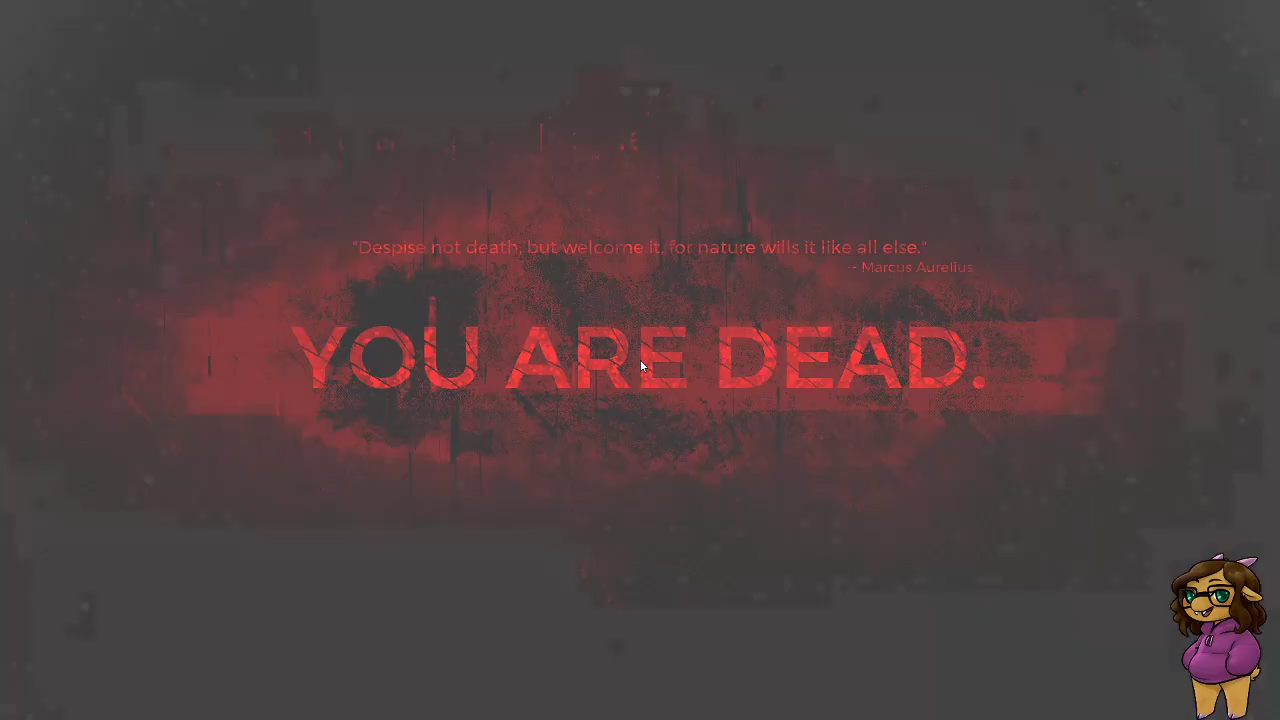 "Despise not death, but welcome it, for nature wills it like all else."
- Marcus Aurelius
YOU ARE DEAD.